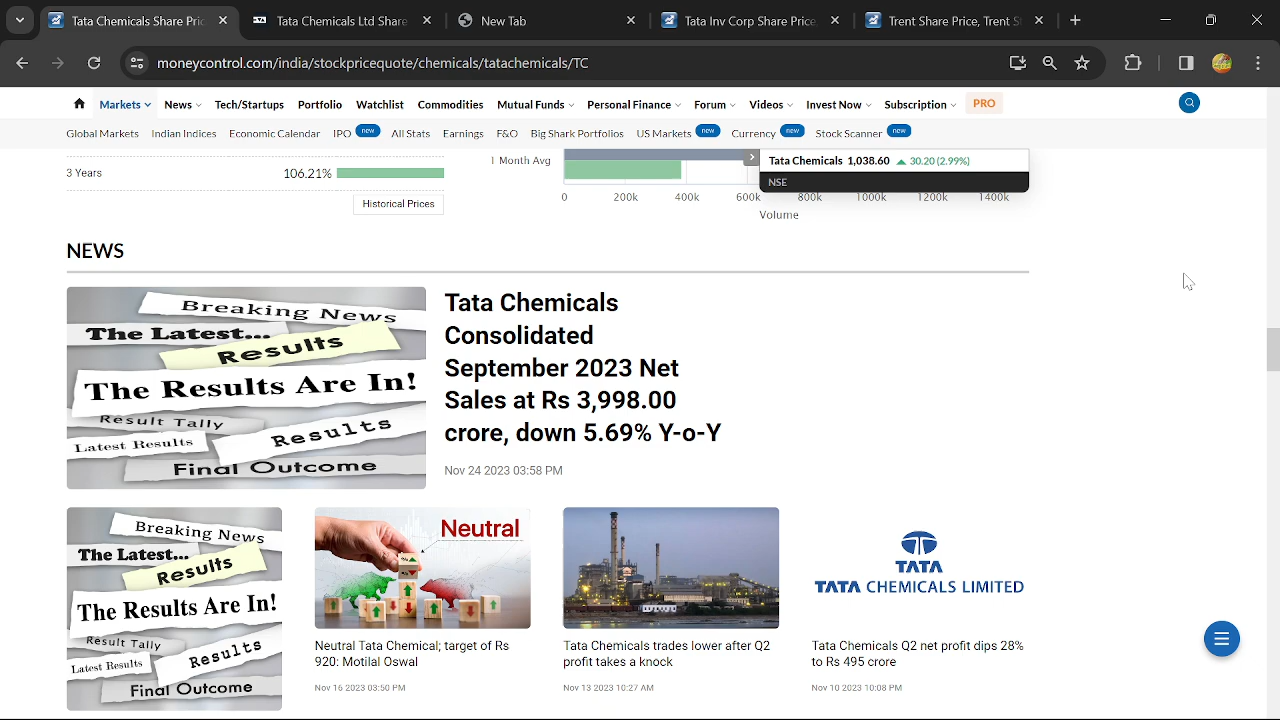 Tata Chemicals Share Pric
Tata Chemicals Ltd Share
New Tab
Tata Inv Corp Share Price,
Trent Share Price, Trent S
moneycontrol.com/india/stockpricequote/chemicals/tatachemicals/TC
Markets News Tech/Startups Portfolio Watchlist Commodities Mutual Funds Personal Finance Forum Videos Invest Now Subscription PRO
Global Markets Indian Indices Economic Calendar IPO new All Stats Earnings F&O Big Shark Portfolios US Markets new Currency new Stock Scanner new
1 Month Avg
Tata Chemicals 1,038.60 30.20 (2.99%)
NSE
3 Years 106.21%
Historical Prices
0 200k 400k 600k 800k 1000k 1200k 1400k
Volume
NEWS
Breaking News
The Latest...
Results
The Results Are In!
Result Tally
Results
Latest Results
Final Outcome
Tata Chemicals
Consolidated
September 2023 Net
Sales at Rs 3,998.00
crore, down 5.69% Y-o-Y
Nov 24 2023 03:58 PM
Breaking News
The Latest...
Results
The Results Are In!
Result Tally
Results
Latest Results
Final Outcome
Neutral
Neutral Tata Chemical; target of Rs
920: Motilal Oswal
Nov 16 2023 03:50 PM
Tata Chemicals trades lower after Q2
profit takes a knock
Nov 13 2023 10:27 AM
TATA
TATA CHEMICALS LIMITED
Tata Chemicals Q2 net profit dips 28%
to Rs 495 crore
Nov 10 2023 10:08 PM